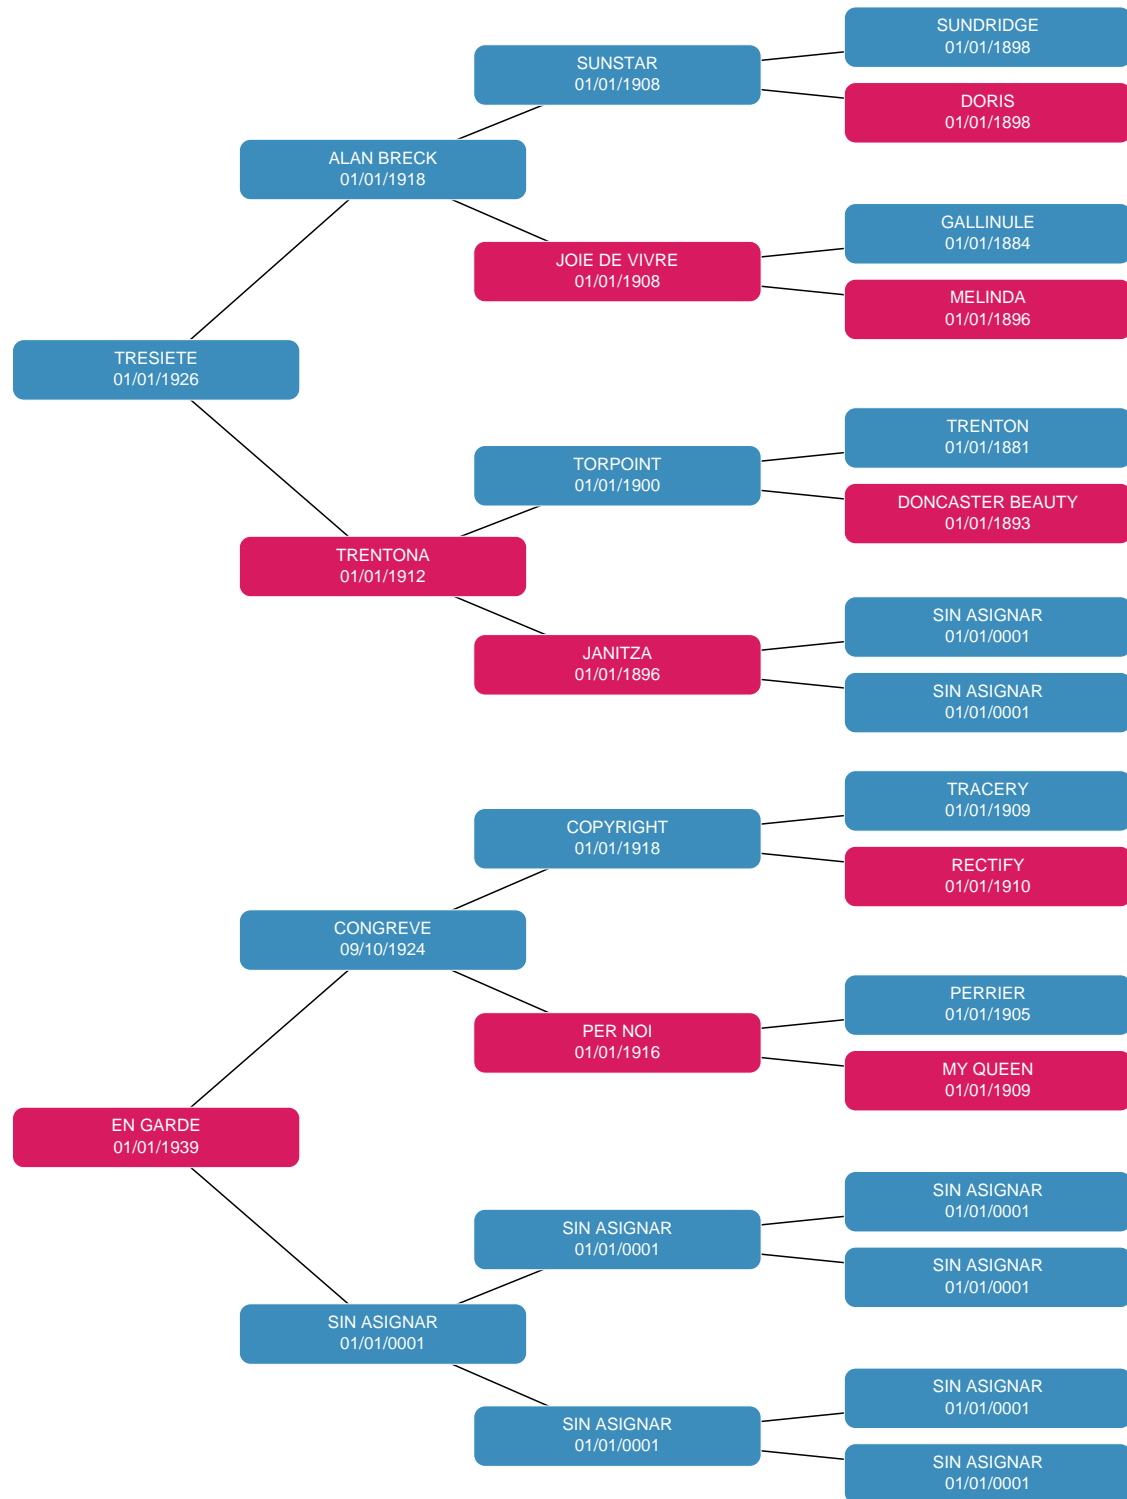 SUNDRIDGE
01/01/1898
SUNSTAR
01/01/1908
DORIS
01/01/1898
ALAN BRECK
01/01/1918
GALLINULE
01/01/1884
JOIE DE VIVRE
01/01/1908
MELINDA
01/01/1896
TRESIETE
01/01/1926
TRENTON
01/01/1881
TORPOINT
01/01/1900
DONCASTER BEAUTY
01/01/1893
TRENTONA
01/01/1912
SIN ASIGNAR
01/01/0001
JANITZA
01/01/1896
SIN ASIGNAR
01/01/0001
TRACERY
01/01/1909
COPYRIGHT
01/01/1918
RECTIFY
01/01/1910
CONGREVE
09/10/1924
PERRIER
01/01/1905
PER NOI
01/01/1916
MY QUEEN
01/01/1909
EN GARDE
01/01/1939
SIN ASIGNAR
01/01/0001
SIN ASIGNAR
01/01/0001
SIN ASIGNAR
01/01/0001
SIN ASIGNAR
01/01/0001
SIN ASIGNAR
01/01/0001
SIN ASIGNAR
01/01/0001
SIN ASIGNAR
01/01/0001